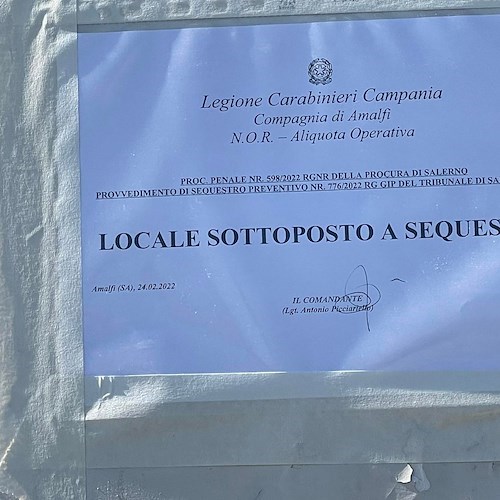 Legione Carabinieri Campania
Compagnia di Amalfi
N.O.R. – Aliquota Operativa
PROC. PENALE NR. 598/2022 RGNR DELLA PROCURA DI SALERNO
PROVVEDIMENTO DI SEQUESTRO PREVENTIVO NR. 776/2022 RG GIP DEL TRIBUNALE DI SA
LOCALE SOTTOPOSTO A SEQUES
Amalfi (SA), 24.02.2022
IL COMANDANTE
(Lgt. Antonio Picciariello)